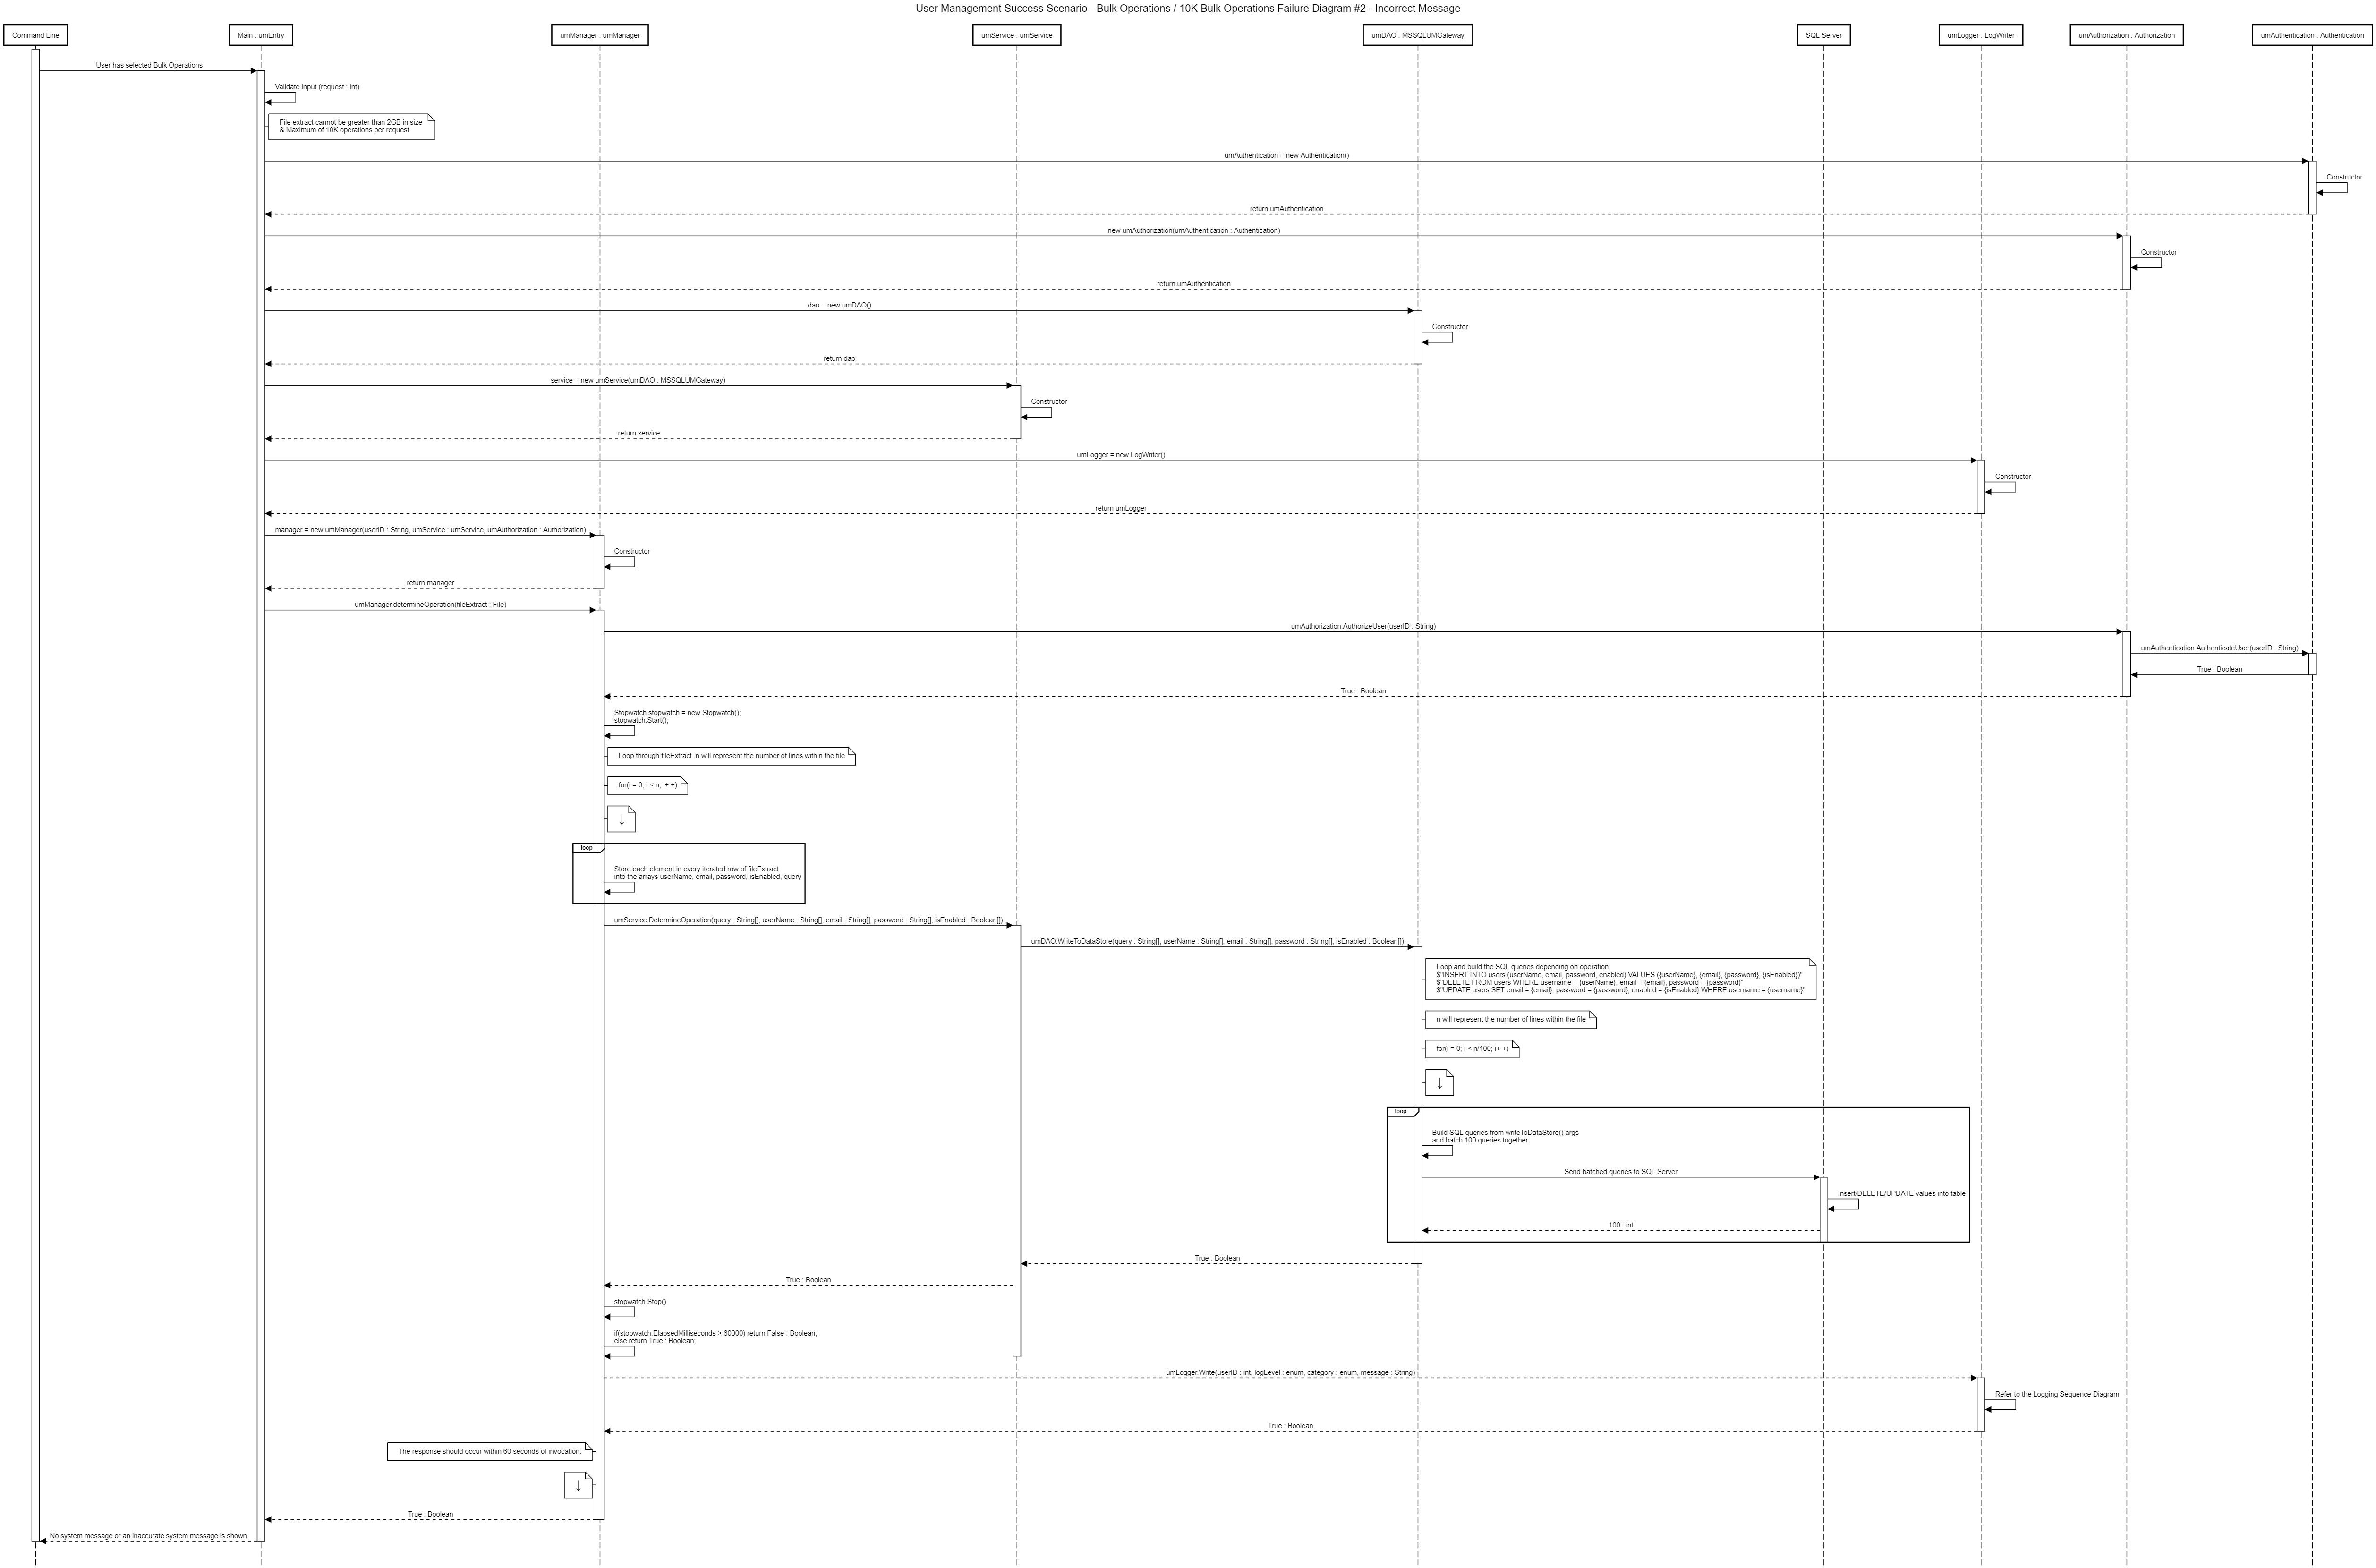 User Management Success Scenario - Bulk Operations / 10K Bulk Operations Failure Diagram #2 - Incorrect Message
Command Line
Main : umEntry
umManager : umManager
umService : umService
umDAO : MSSQLUMGateway
SQL Server
umLogger : LogWriter
umAuthorization : Authorization
umAuthentication : Authentication
User has selected Bulk Operations
Validate input (request : int)
File extract cannot be greater than 2GB in size
& Maximum of 10K operations per request
umAuthentication = new Authentication()
Constructor
return umAuthentication
new umAuthorization(umAuthentication : Authentication)
Constructor
return umAuthentication
dao = new umDAO()
Constructor
return dao
service = new umService(umDAO : MSSQLUMGateway)
Constructor
return service
umLogger = new LogWriter()
Constructor
return umLogger
manager = new umManager(userID : String, umService : umService, umAuthorization : Authorization)
Constructor
return manager
umManager.determineOperation(fileExtract : File)
umAuthorization.AuthorizeUser(userID : String)
umAuthentication.AuthenticateUser(userID : String)
True : Boolean
True : Boolean
Stopwatch stopwatch = new Stopwatch();
stopwatch.Start();
Loop through fileExtract. n will represent the number of lines within the file
for(i = 0; i < n; i+ +)
↓
loop
Store each element in every iterated row of fileExtract
into the arrays userName, email, password, isEnabled, query
umService.DetermineOperation(query : String[], userName : String[], email : String[], password : String[], isEnabled : Boolean[])
umDAO.WriteToDataStore(query : String[], userName : String[], email : String[], password : String[], isEnabled : Boolean[])
Loop and build the SQL queries depending on operation
$"INSERT INTO users (userName, email, password, enabled) VALUES ({userName}, {email}, {password}, {isEnabled})"
$"DELETE FROM users WHERE username = {userName}, email = {email}, password = {password}"
$"UPDATE users SET email = {email}, password = {password}, enabled = {isEnabled} WHERE username = {username}"
n will represent the number of lines within the file
for(i = 0; i < n/100; i+ +)
↓
loop
Build SQL queries from writeToDataStore() args
and batch 100 queries together
Send batched queries to SQL Server
Insert/DELETE/UPDATE values into table
100 : int
True : Boolean
True : Boolean
stopwatch.Stop()
if(stopwatch.ElapsedMilliseconds > 60000) return False : Boolean;
else return True : Boolean;
umLogger.Write(userID : int, logLevel : enum, category : enum, message : String)
Refer to the Logging Sequence Diagram
True : Boolean
The response should occur within 60 seconds of invocation.
↓
True : Boolean
No system message or an inaccurate system message is shown